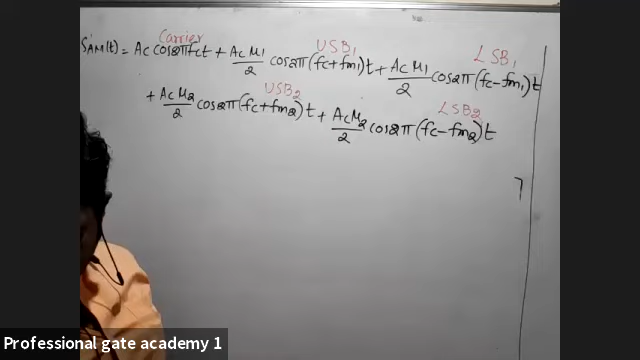 Carrier USB₁ LSB₁
SAM(t) = Ac cos2πfct + AcM₁/2 cos2π(fc+fm₁)t + AcM₁/2 cos2π(fc-fm₁)t
USB₂ LSB₂
+ AcM₂/2 cos2π(fc+fm₂)t + AcM₂/2 cos2π(fc-fm₂)t
Professional gate academy 1